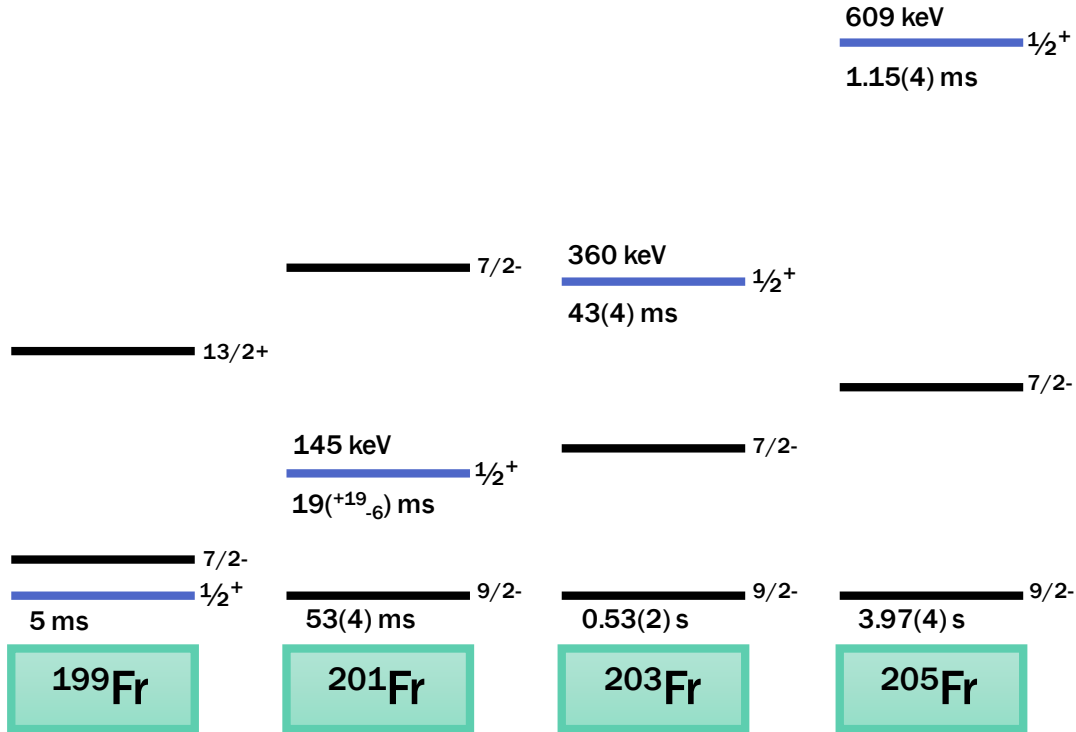 609 keV
½⁺
1.15(4) ms
360 keV
7/2-
½⁺
43(4) ms
13/2+
7/2-
145 keV
7/2-
½⁺
19(⁺¹⁹₋₆) ms
7/2-
½⁺
9/2-
9/2-
9/2-
5 ms
53(4) ms
0.53(2) s
3.97(4) s
¹⁹⁹Fr
²⁰¹Fr
²⁰³Fr
²⁰⁵Fr